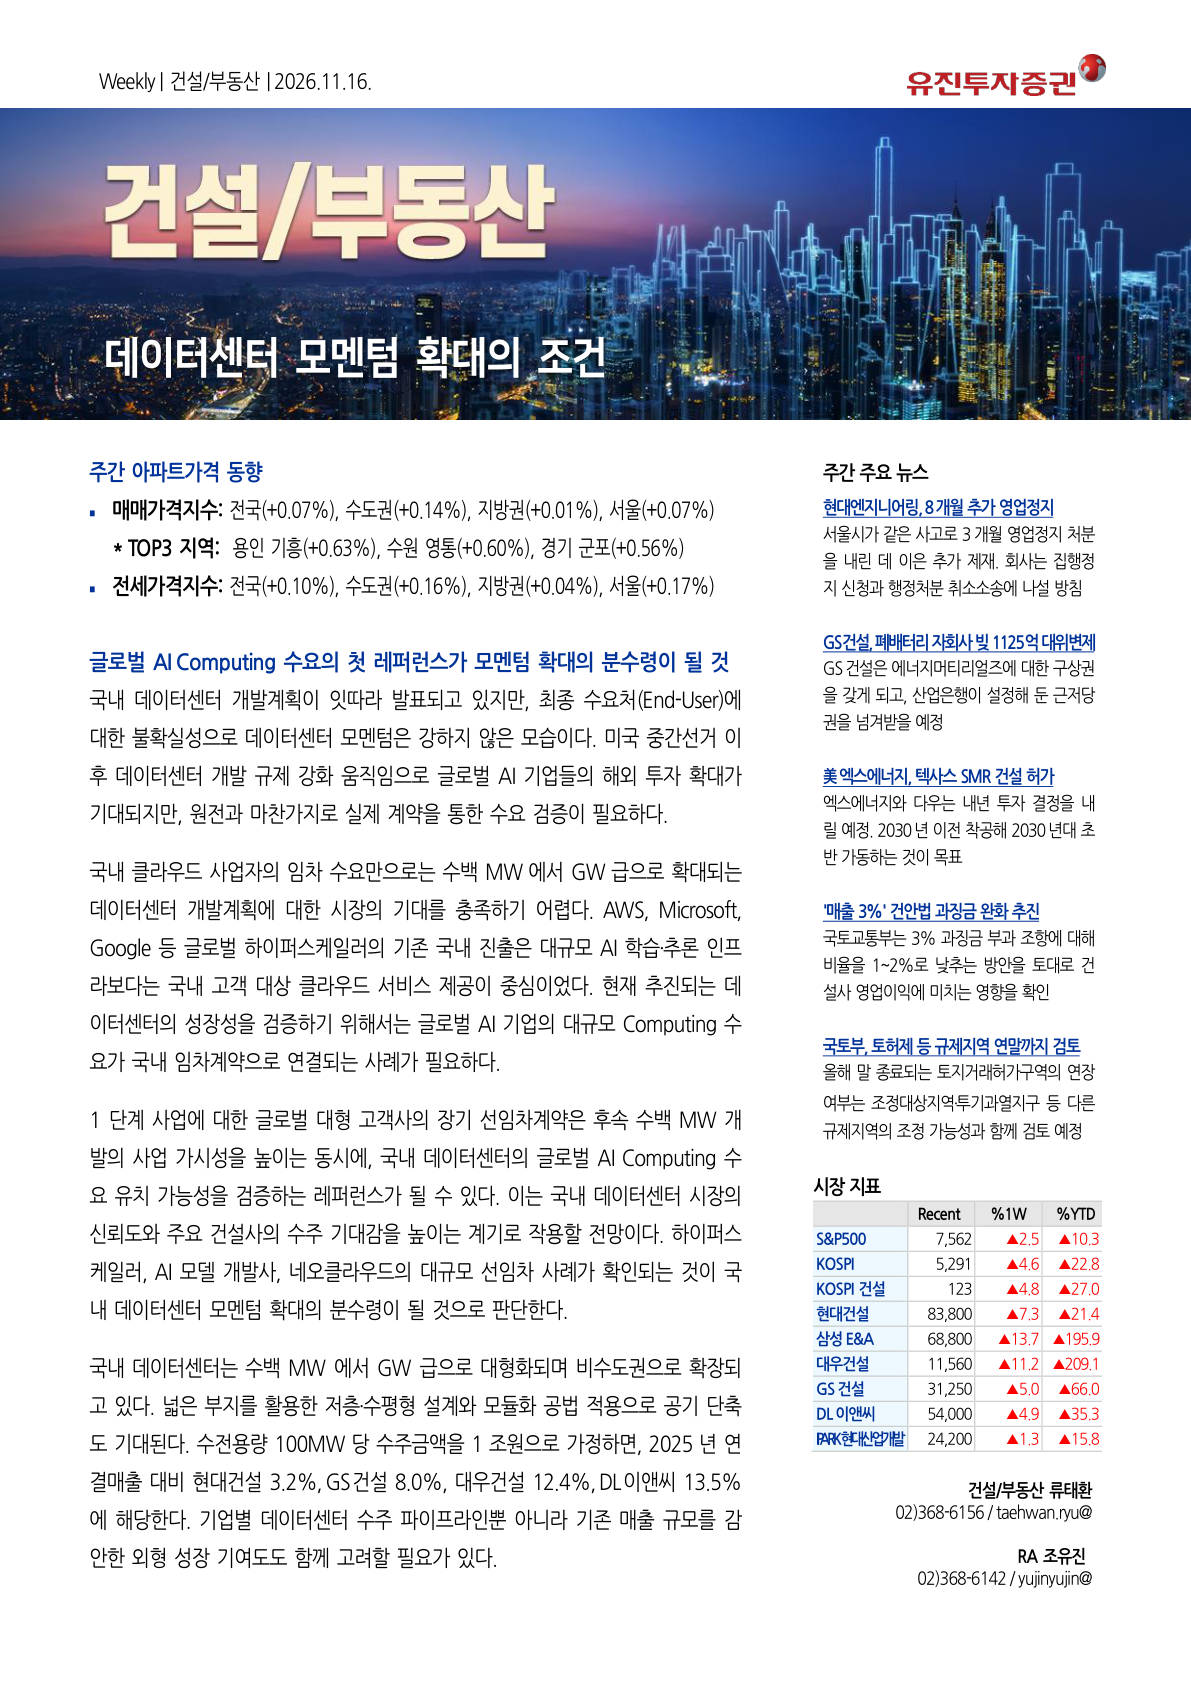 Weekly | 건설/부동산 | 2026.11.16.
유진투자증권
건설/부동산
데이터센터 모멘텀 확대의 조건
주간 아파트가격 동향
▪ 매매가격지수: 전국(+0.07%), 수도권(+0.14%), 지방권(+0.01%), 서울(+0.07%)
* TOP3 지역: 용인 기흥(+0.63%), 수원 영통(+0.60%), 경기 군포(+0.56%)
▪ 전세가격지수: 전국(+0.10%), 수도권(+0.16%), 지방권(+0.04%), 서울(+0.17%)
글로벌 AI Computing 수요의 첫 레퍼런스가 모멘텀 확대의 분수령이 될 것
국내 데이터센터 개발계획이 잇따라 발표되고 있지만, 최종 수요처(End-User)에
대한 불확실성으로 데이터센터 모멘텀은 강하지 않은 모습이다. 미국 중간선거 이
후 데이터센터 개발 규제 강화 움직임으로 글로벌 AI 기업들의 해외 투자 확대가
기대되지만, 원전과 마찬가지로 실제 계약을 통한 수요 검증이 필요하다.
국내 클라우드 사업자의 임차 수요만으로는 수백 MW에서 GW급으로 확대되는
데이터센터 개발계획에 대한 시장의 기대를 충족하기 어렵다. AWS, Microsoft,
Google 등 글로벌 하이퍼스케일러의 기존 국내 진출은 대규모 AI 학습·추론 인프
라보다는 국내 고객 대상 클라우드 서비스 제공이 중심이었다. 현재 추진되는 데
이터센터의 성장성을 검증하기 위해서는 글로벌 AI 기업의 대규모 Computing 수
요가 국내 임차계약으로 연결되는 사례가 필요하다.
1 단계 사업에 대한 글로벌 대형 고객사의 장기 선임차계약은 후속 수백 MW 개
발의 사업 가시성을 높이는 동시에, 국내 데이터센터의 글로벌 AI Computing 수
요 유치 가능성을 검증하는 레퍼런스가 될 수 있다. 이는 국내 데이터센터 시장의
신뢰도와 주요 건설사의 수주 기대감을 높이는 계기로 작용할 전망이다. 하이퍼스
케일러, AI 모델 개발사, 네오클라우드의 대규모 선임차 사례가 확인되는 것이 국
내 데이터센터 모멘텀 확대의 분수령이 될 것으로 판단한다.
국내 데이터센터는 수백 MW 에서 GW 급으로 대형화되며 비수도권으로 확장되
고 있다. 넓은 부지를 활용한 저층·수평형 설계와 모듈화 공법 적용으로 공기 단축
도 기대된다. 수전용량 100MW 당 수주금액을 1 조원으로 가정하면, 2025 년 연
결매출 대비 현대건설 3.2%, GS건설 8.0%, 대우건설 12.4%, DL이앤씨 13.5%
에 해당한다. 기업별 데이터센터 수주 파이프라인뿐 아니라 기존 매출 규모를 감
안한 외형 성장 기여도도 함께 고려할 필요가 있다.
주간 주요 뉴스
현대엔지니어링, 8개월 추가 영업정지
서울시가 같은 사고로 3개월 영업정지 처분
을 내린 데 이은 추가 제재. 회사는 집행정
지 신청과 행정처분 취소소송에 나설 방침
GS건설, 폐배터리 자회사 빚 1125억 대위변제
GS 건설은 에너지머티리얼즈에 대한 구상권
을 갖게 되고, 산업은행이 설정해 둔 근저당
권을 넘겨받을 예정
美 엑스에너지, 텍사스 SMR 건설 허가
엑스에너지와 다우는 내년 투자 결정을 내
릴 예정. 2030년 이전 착공해 2030년대 초
반 가동하는 것이 목표
'매출 3%' 건안법 과징금 완화 추진
국토교통부는 3% 과징금 부과 조항에 대해
비율을 1~2%로 낮추는 방안을 토대로 건
설사 영업이익에 미치는 영향을 확인
국토부, 토허제 등 규제지역 연말까지 검토
올해 말 종료되는 토지거래허가구역의 연장
여부는 조정대상지역·투기과열지구 등 다른
규제지역의 조정 가능성과 함께 검토 예정
시장 지표
Recent %1W %YTD
S&P500 7,562 ▲2.5 ▲10.3
KOSPI 5,291 ▲4.6 ▲22.8
KOSPI 건설 123 ▲4.8 ▲27.0
현대건설 83,800 ▲7.3 ▲21.4
삼성 E&A 68,800 ▲13.7 ▲195.9
대우건설 11,560 ▲11.2 ▲209.1
GS 건설 31,250 ▲5.0 ▲66.0
DL 이앤씨 54,000 ▲4.9 ▲35.3
IPARK현대산업개발 24,200 ▲1.3 ▲15.8
건설/부동산 류태환
02)368-6156 / taehwan.ryu@
RA 조유진
02)368-6142 / yujinyujin@